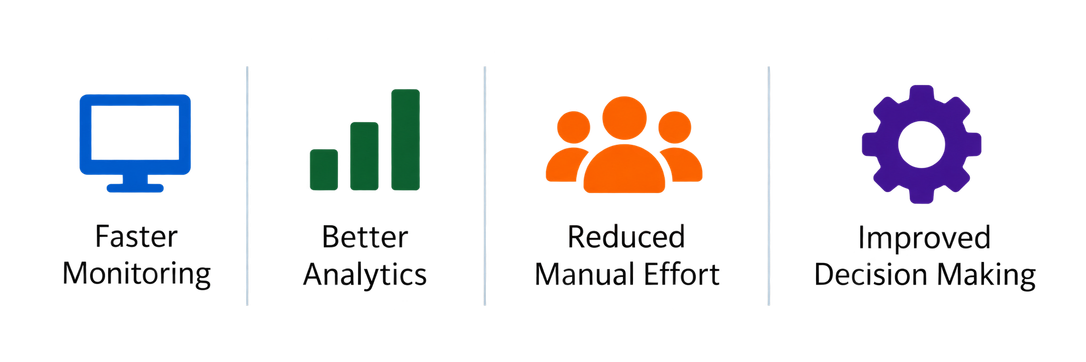 Faster
Monitoring
Better
Analytics
Reduced
Manual Effort
Improved
Decision Making